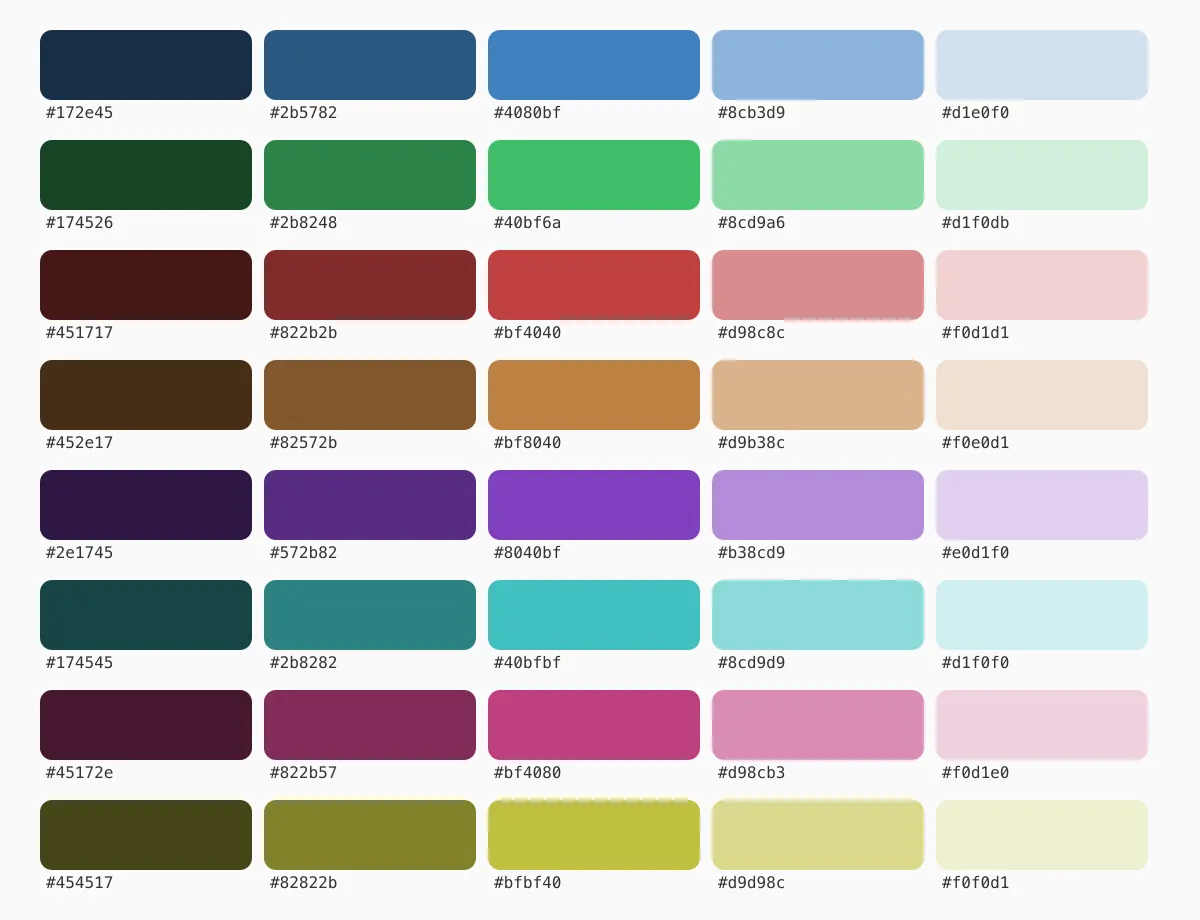 #172e45 #2b5782 #4080bf #8cb3d9 #d1e0f0
#174526 #2b8248 #40bf6a #8cd9a6 #d1f0db
#451717 #822b2b #bf4040 #d98c8c #f0d1d1
#452e17 #82572b #bf8040 #d9b38c #f0e0d1
#2e1745 #572b82 #8040bf #b38cd9 #e0d1f0
#174545 #2b8282 #40bfbf #8cd9d9 #d1f0f0
#45172e #822b57 #bf4080 #d98cb3 #f0d1e0
#454517 #82822b #bfbf40 #d9d98c #f0f0d1